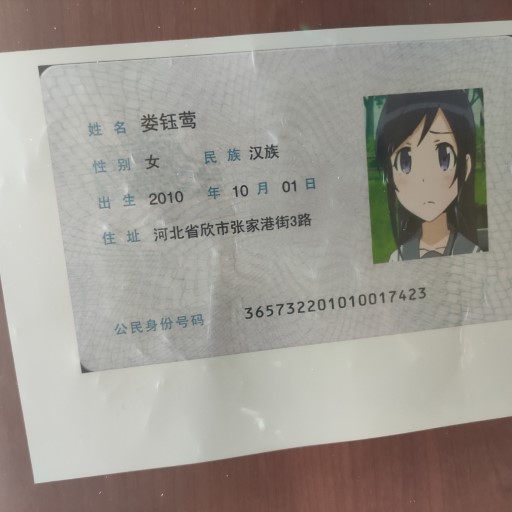 姓名 娄钰莺
性别 女 民族 汉族
出生 2010 年 10 月 01 日
住址 河北省欣市张家港街3路
公民身份号码 365732201010017423